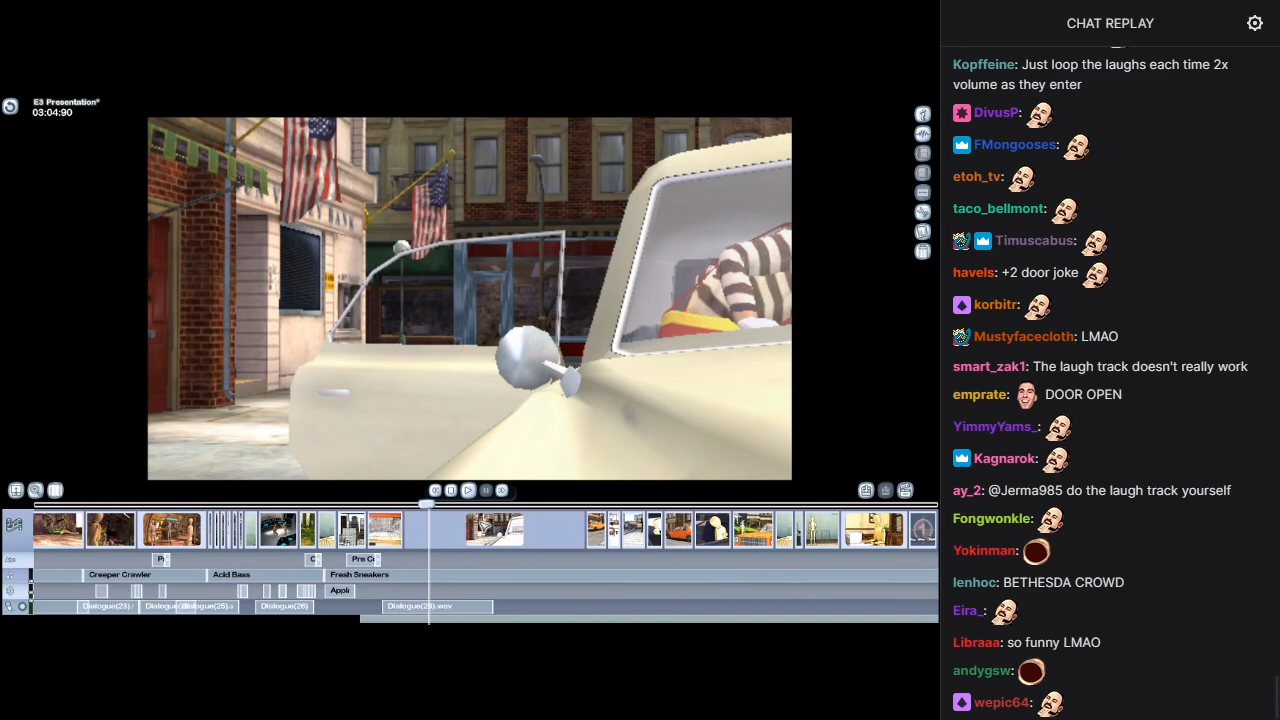 E3 Presentation*
03:04:90
Creeper Crawler
Acid Bass
Fresh Sneakers
Appli
Dialogue(26)
CHAT REPLAY
Kopffeine: Just loop the laughs each time 2x
volume as they enter
DivusP:
FMongooses:
etoh_tv:
taco_bellmont:
Timuscabus:
havels: +2 door joke
korbitr:
Mustyfacecloth: LMAO
smart_zak1: The laugh track doesn't really work
emprate: DOOR OPEN
YimmyYams_:
Kagnarok:
ay_2: @Jerma985 do the laugh track yourself
Fongwonkle:
Yokinman:
lenhoc: BETHESDA CROWD
Eira_:
Libraaa: so funny LMAO
andygsw:
wepic64: